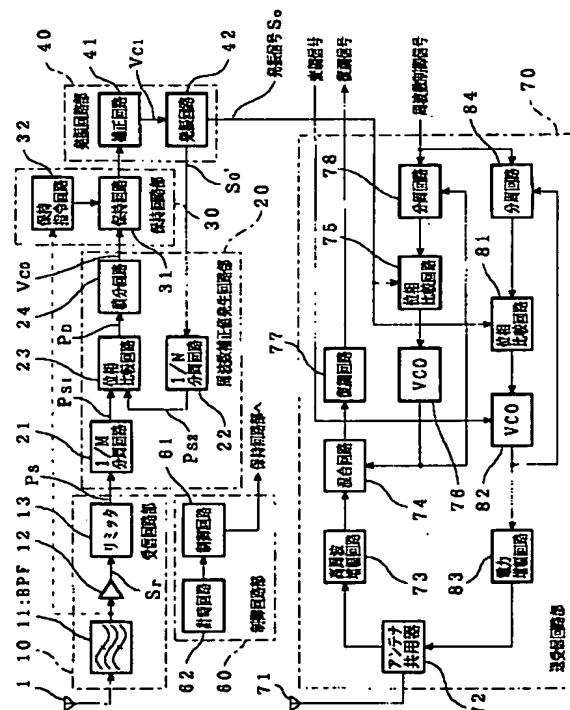 1
10
11:BPF
12
13
Sr
リミッタ
受信回路部
Ps
21
1/M
分周回路
Ps1
23
位相
比較回路
PD
24
積分回路
Vco
20
22
1/N
分周回路
Ps2
周波数補正値発生回路部
32
保持
指令回路
31
保持回路
30
保持回路部
40
発振回路部
41
補正回路
Vc1
42
発振回路
So
発振信号So
60
制御回路部
62
計時回路
61
制御回路
保持回路部へ
変調信号
復調信号
周波数制御信号
70
送受信回路部
71
72
アンテナ
共用器
73
高周波
増幅回路
74
混合回路
77
復調回路
75
位相
比較回路
78
分周回路
76
VCO
84
分周回路
81
位相
比較回路
82
VCO
83
電力
増幅回路